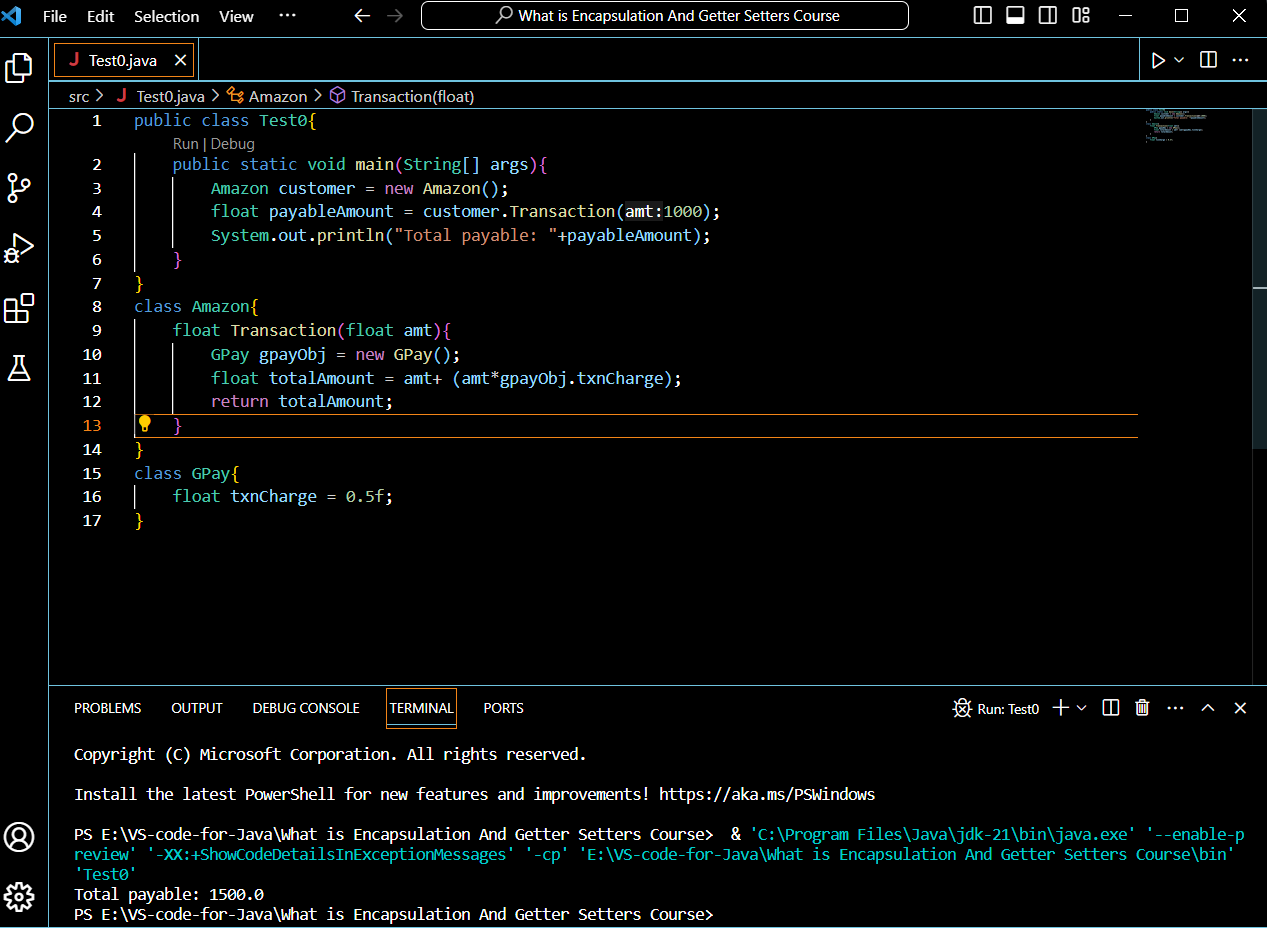 File Edit Selection View ··· What is Encapsulation And Getter Setters Course
J Test0.java
src > J Test0.java > Amazon > Transaction(float)
1 public class Test0{
Run | Debug
2 public static void main(String[] args){
3 Amazon customer = new Amazon();
4 float payableAmount = customer.Transaction(amt:1000);
5 System.out.println("Total payable: "+payableAmount);
6 }
7 }
8 class Amazon{
9 float Transaction(float amt){
10 GPay gpayObj = new GPay();
11 float totalAmount = amt+ (amt*gpayObj.txnCharge);
12 return totalAmount;
13 }
14 }
15 class GPay{
16 float txnCharge = 0.5f;
17 }
PROBLEMS OUTPUT DEBUG CONSOLE TERMINAL PORTS Run: Test0
Copyright (C) Microsoft Corporation. All rights reserved.
Install the latest PowerShell for new features and improvements! https://aka.ms/PSWindows
PS E:\VS-code-for-Java\What is Encapsulation And Getter Setters Course>  & 'C:\Program Files\Java\jdk-21\bin\java.exe' '--enable-p
review' '-XX:+ShowCodeDetailsInExceptionMessages' '-cp' 'E:\VS-code-for-Java\What is Encapsulation And Getter Setters Course\bin'
'Test0'
Total payable: 1500.0
PS E:\VS-code-for-Java\What is Encapsulation And Getter Setters Course>